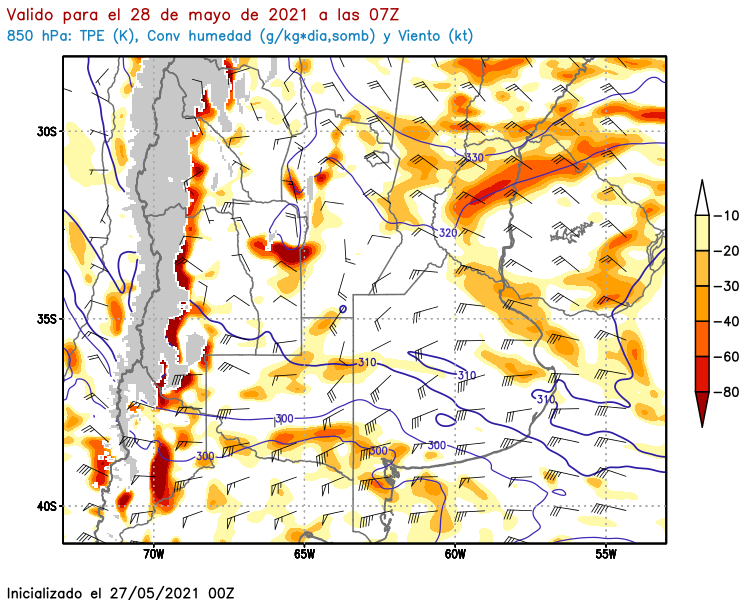 Valido para el 28 de mayo de 2021 a las 07Z
850 hPa: TPE (K), Conv humedad (g/kg*dia,somb) y Viento (kt)
30S
330
320
-10
-20
-30
-40
-60
-80
35S
310
310
310
300
300
300
300
40S
70W
65W
60W
55W
Inicializado el 27/05/2021 00Z